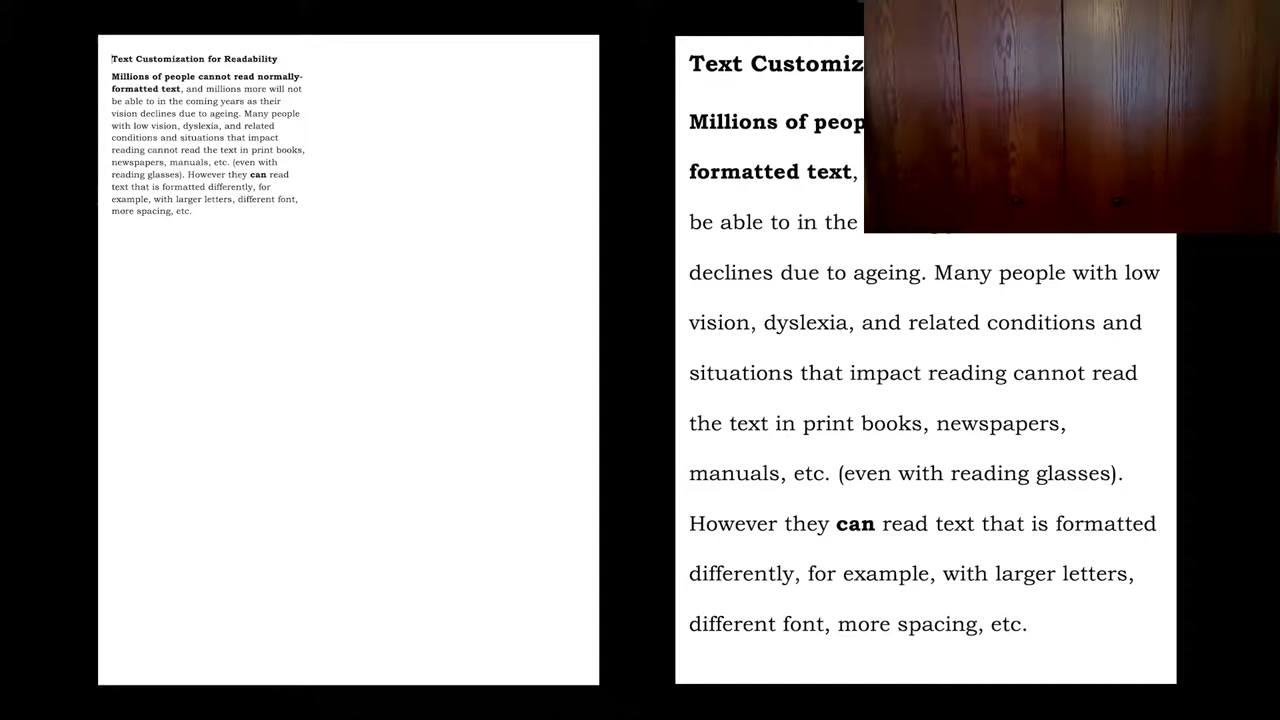 Text Customization for Readability
Millions of people cannot read normally-
formatted text, and millions more will not
be able to in the coming years as their
vision declines due to ageing. Many people
with low vision, dyslexia, and related
conditions and situations that impact
reading cannot read the text in print books,
newspapers, manuals, etc. (even with
reading glasses). However they can read
text that is formatted differently, for
example, with larger letters, different font,
more spacing, etc.
Text Customiz
Millions of peop
formatted text,
be able to in the
declines due to ageing. Many people with low
vision, dyslexia, and related conditions and
situations that impact reading cannot read
the text in print books, newspapers,
manuals, etc. (even with reading glasses).
However they can read text that is formatted
differently, for example, with larger letters,
different font, more spacing, etc.